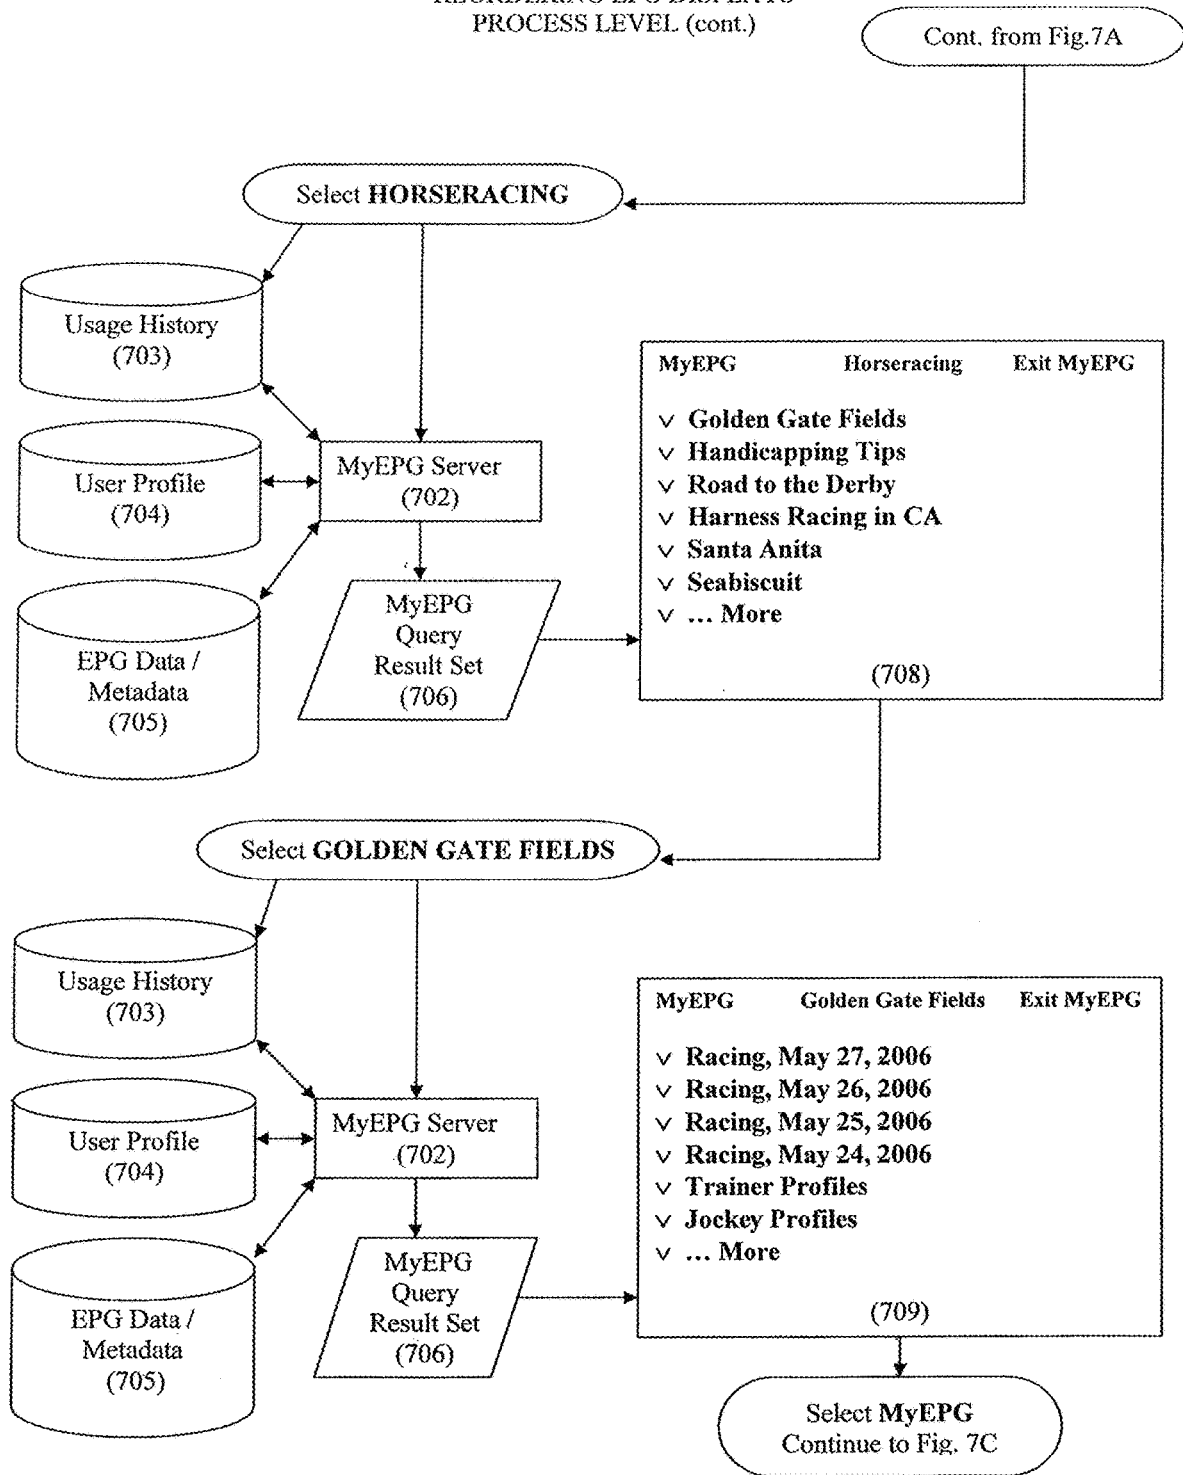 PROCESS LEVEL (cont.)
Cont. from Fig.7A
Select HORSERACING
Usage History
(703)
User Profile
(704)
EPG Data /
Metadata
(705)
MyEPG Server
(702)
MyEPG
Query
Result Set
(706)
MyEPG Horseracing Exit MyEPG
v Golden Gate Fields
v Handicapping Tips
v Road to the Derby
v Harness Racing in CA
v Santa Anita
v Seabiscuit
v ... More
(708)
Select GOLDEN GATE FIELDS
Usage History
(703)
User Profile
(704)
EPG Data /
Metadata
(705)
MyEPG Server
(702)
MyEPG
Query
Result Set
(706)
MyEPG Golden Gate Fields Exit MyEPG
v Racing, May 27, 2006
v Racing, May 26, 2006
v Racing, May 25, 2006
v Racing, May 24, 2006
v Trainer Profiles
v Jockey Profiles
v ... More
(709)
Select MyEPG
Continue to Fig. 7C